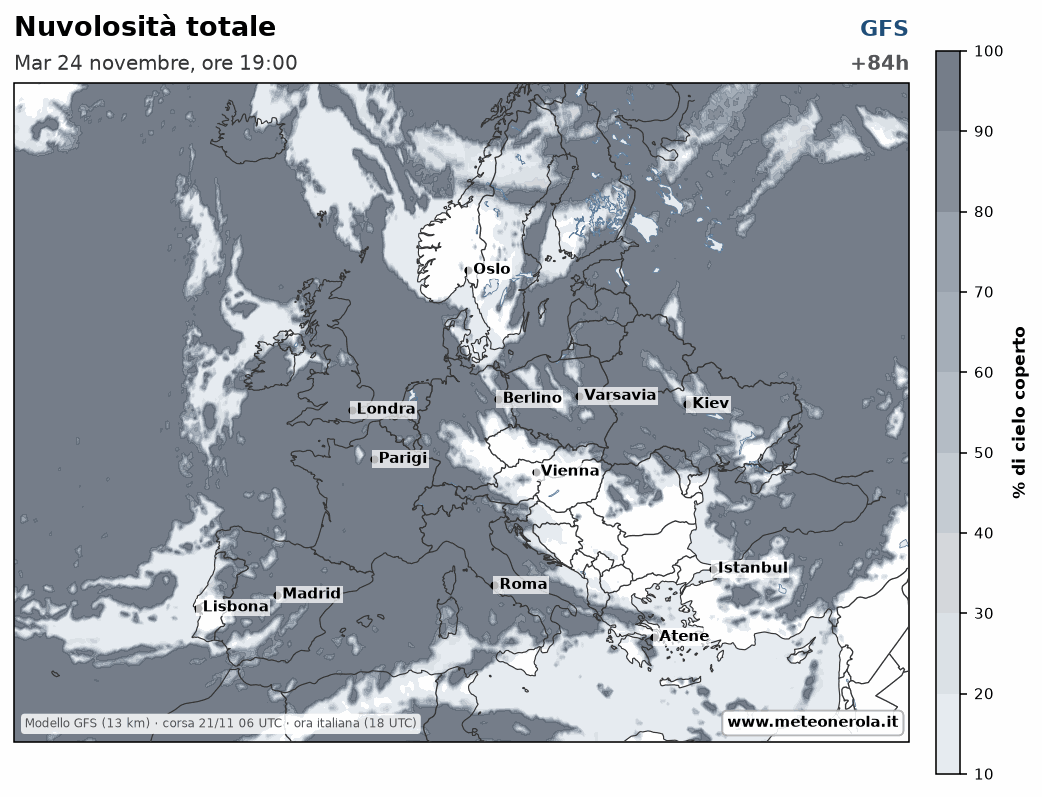 Nuvolosità totale
GFS
Mar 24 novembre, ore 19:00
+84h
100
90
80
70
60
50
40
30
20
10
% di cielo coperto
Oslo
Berlino
Varsavia
Kiev
Londra
Parigi
Vienna
Istanbul
Roma
Madrid
Lisbona
Atene
Modello GFS (13 km) · corsa 21/11 06 UTC · ora italiana (18 UTC)
www.meteonerola.it